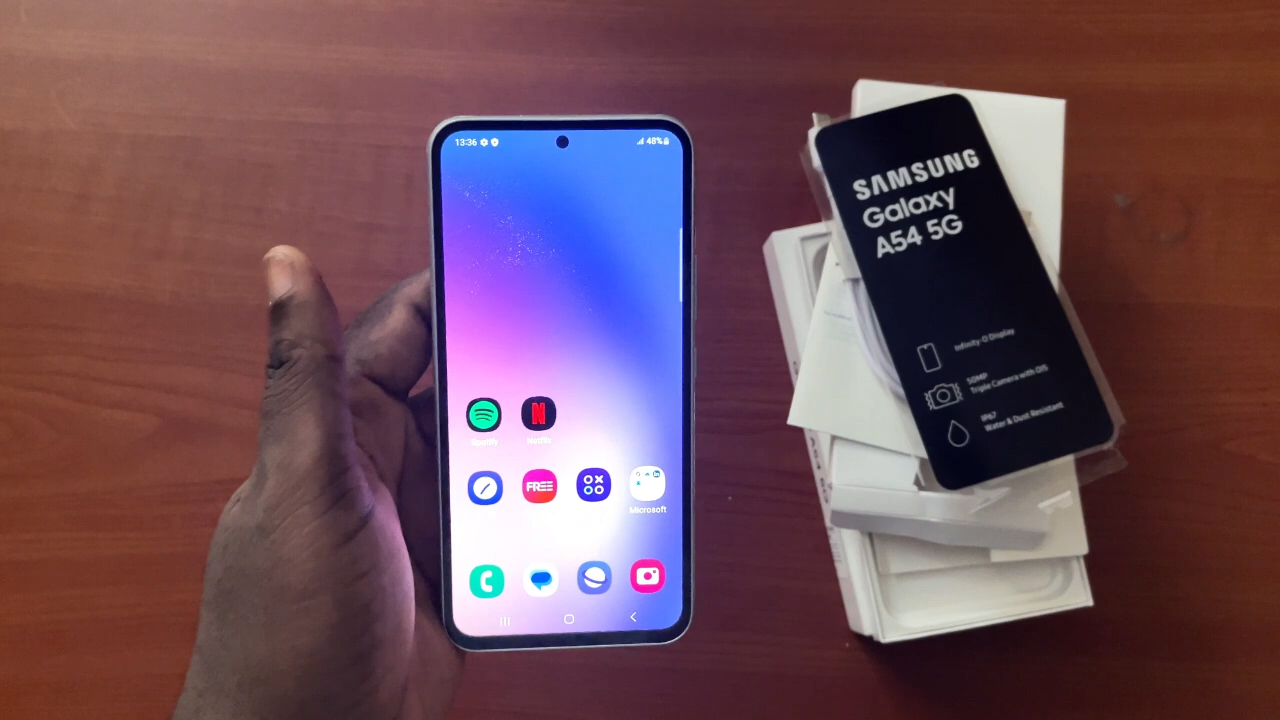 13:36
48%
Spotify
Netflix
FREE
Microsoft
SAMSUNG
Galaxy
A54 5G
Infinity-O Display
50MP
Triple Camera with OIS
IP67
Water & Dust Resistant